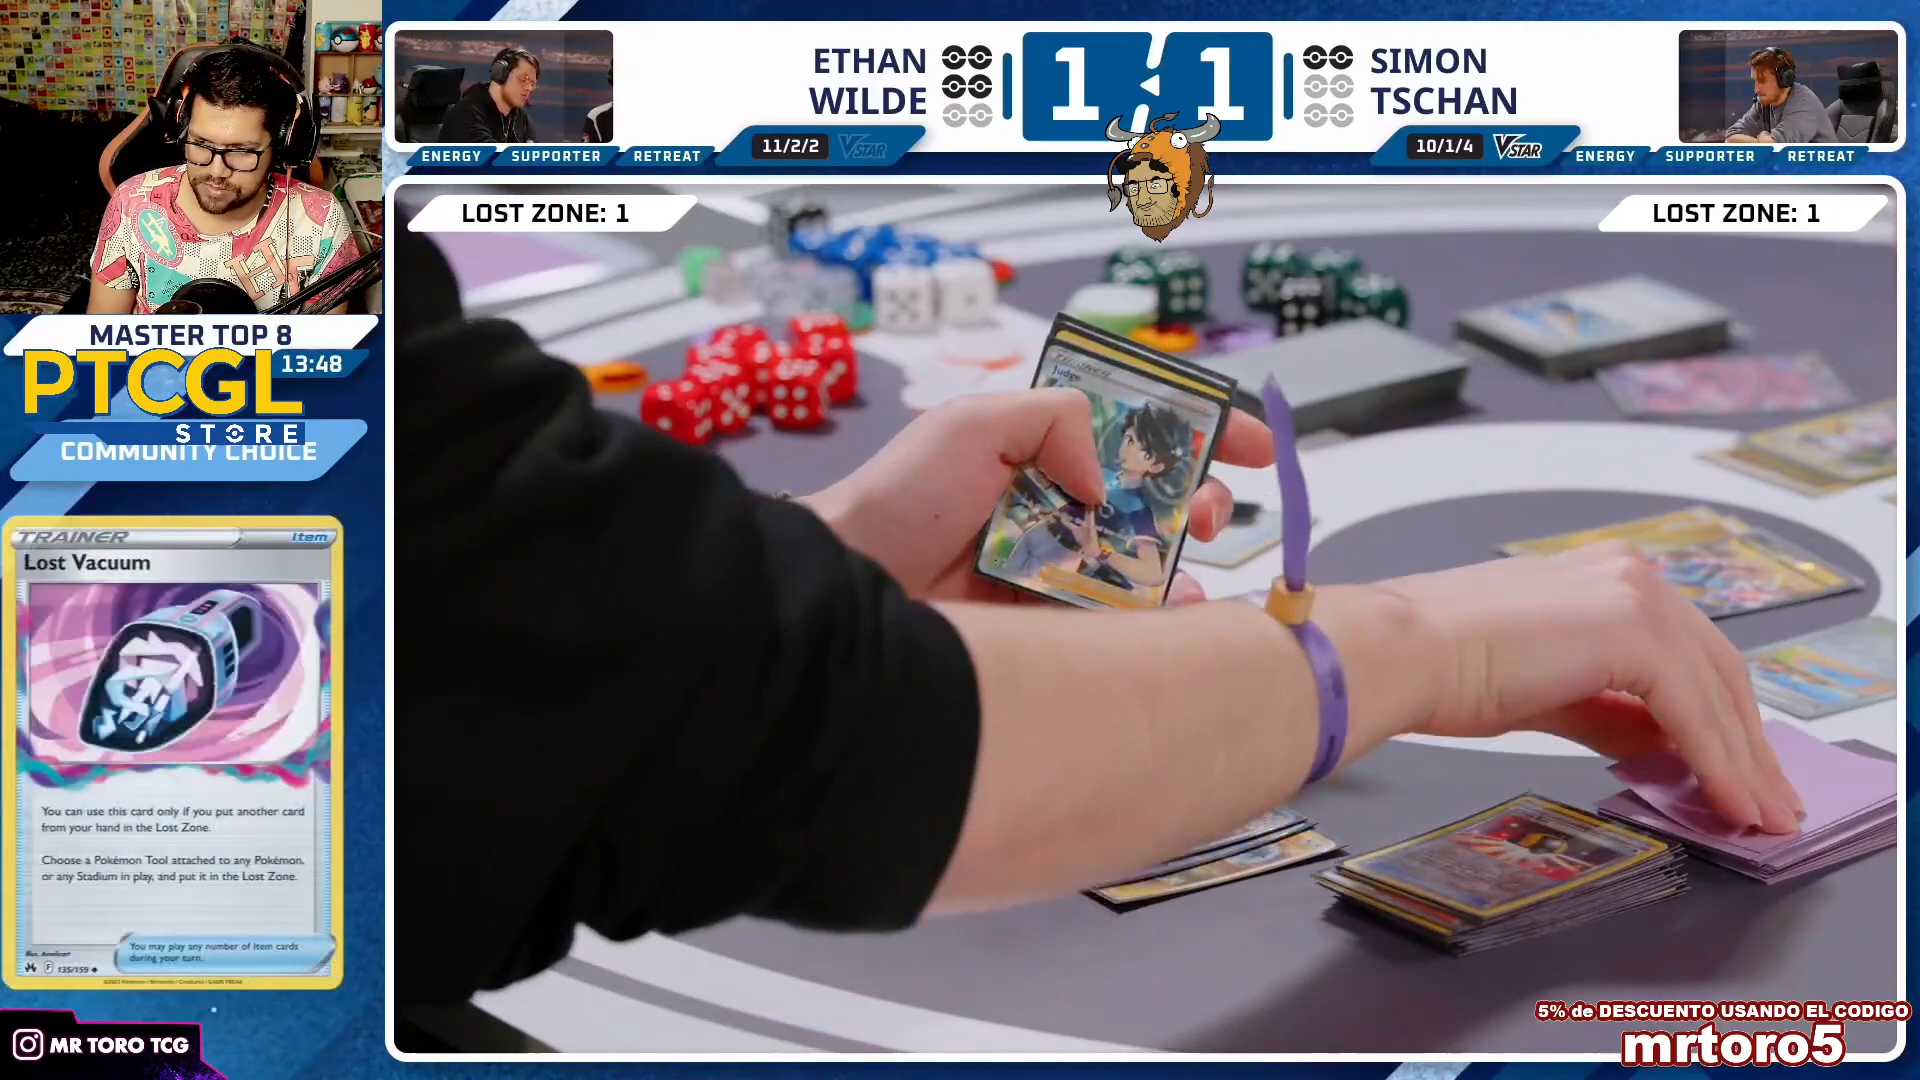 ETHAN
WILDE
1
1
SIMON
TSCHAN
11/2/2
VSTAR
10/1/4
VSTAR
ENERGY
SUPPORTER
RETREAT
ENERGY
SUPPORTER
RETREAT
LOST ZONE: 1
LOST ZONE: 1
MASTER TOP 8
13:48
PTCGL
STORE
COMMUNITY CHOICE
TRAINER
Item
Lost Vacuum
You can use this card only if you put another card
from your hand in the Lost Zone.
Choose a Pokémon Tool attached to any Pokémon,
or any Stadium in play, and put it in the Lost Zone.
You may play any number of Item cards
during your turn.
F
135/159
TRAINER
Judge
MR TORO TCG
5% de DESCUENTO USANDO EL CODIGO
mrtoro5